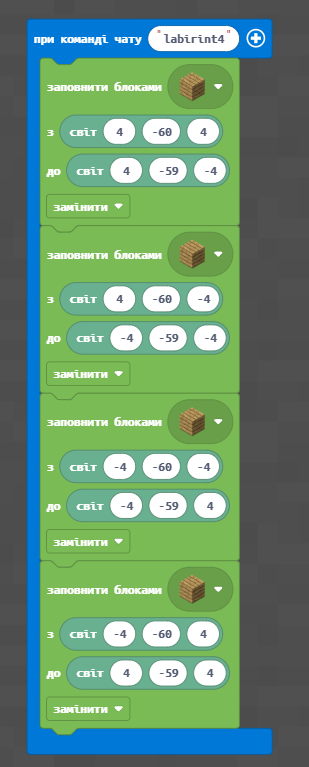 при команді чату "labirint4"
заповнити блоками
з світ 4 -60 4
до світ 4 -59 -4
замінити
заповнити блоками
з світ 4 -60 -4
до світ -4 -59 -4
замінити
заповнити блоками
з світ -4 -60 -4
до світ -4 -59 4
замінити
заповнити блоками
з світ -4 -60 4
до світ 4 -59 4
замінити